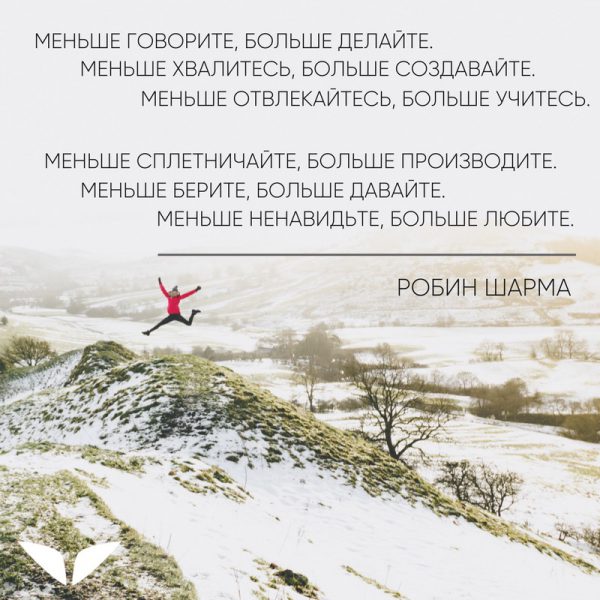 МЕНЬШЕ ГОВОРИТЕ, БОЛЬШЕ ДЕЛАЙТЕ.
МЕНЬШЕ ХВАЛИТЕСЬ, БОЛЬШЕ СОЗДАВАЙТЕ.
МЕНЬШЕ ОТВЛЕКАЙТЕСЬ, БОЛЬШЕ УЧИТЕСЬ.
МЕНЬШЕ СПЛЕТНИЧАЙТЕ, БОЛЬШЕ ПРОИЗВОДИТЕ.
МЕНЬШЕ БЕРИТЕ, БОЛЬШЕ ДАВАЙТЕ.
МЕНЬШЕ НЕНАВИДЬТЕ, БОЛЬШЕ ЛЮБИТЕ.
РОБИН ШАРМА